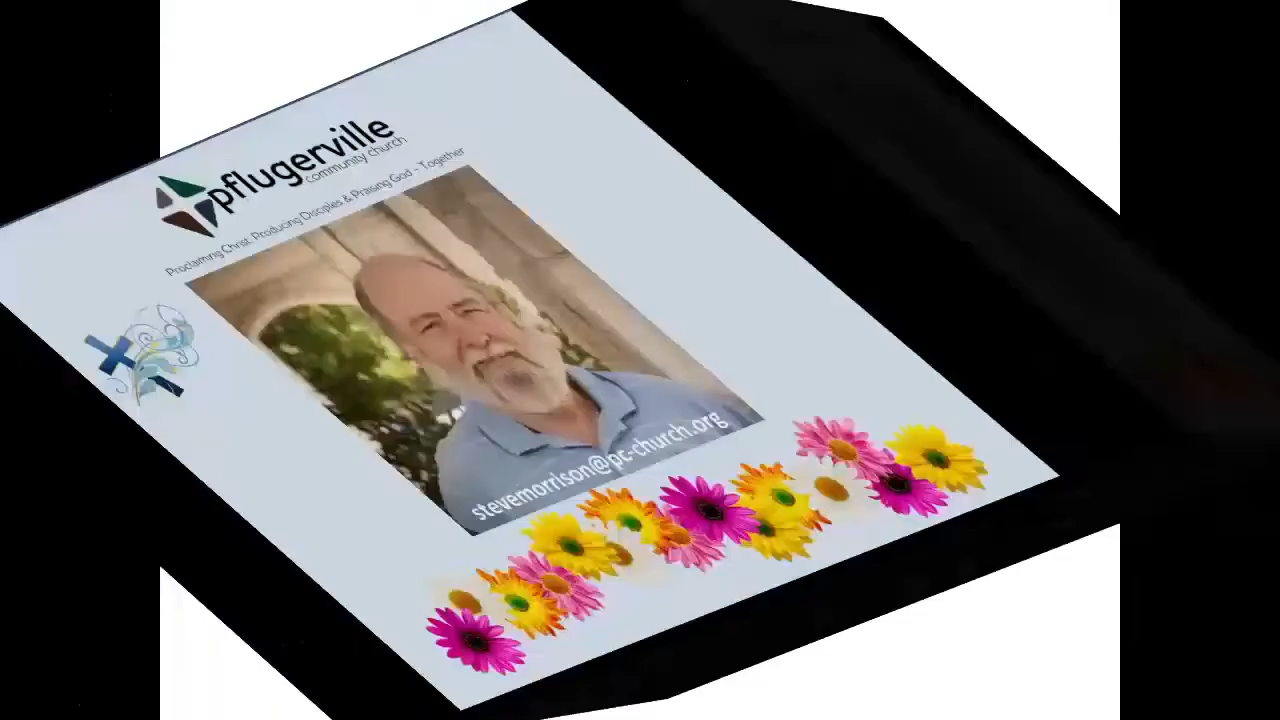 pflugerville
community church
Proclaiming Christ, Producing Disciples & Praising God - Together
stevemorrison@pc-church.org